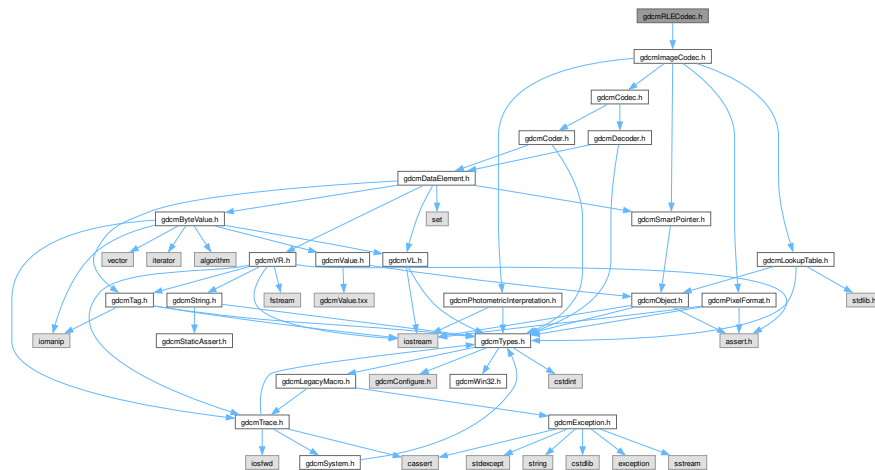 gdcmRLECodec.h
gdcmImageCodec.h
gdcmCodec.h
gdcmCoder.h
gdcmDecoder.h
gdcmDataElement.h
gdcmByteValue.h
set
gdcmSmartPointer.h
vector
iterator
algorithm
gdcmVR.h
gdcmValue.h
gdcmVL.h
gdcmLookupTable.h
gdcmTag.h
gdcmString.h
fstream
gdcmValue.txx
gdcmPhotometricInterpretation.h
gdcmObject.h
gdcmPixelFormat.h
stdlib.h
iomanip
gdcmStaticAssert.h
iostream
gdcmTypes.h
assert.h
gdcmLegacyMacro.h
gdcmConfigure.h
gdcmWin32.h
cstdint
gdcmTrace.h
gdcmException.h
iosfwd
gdcmSystem.h
cassert
stdexcept
string
cstdlib
exception
sstream